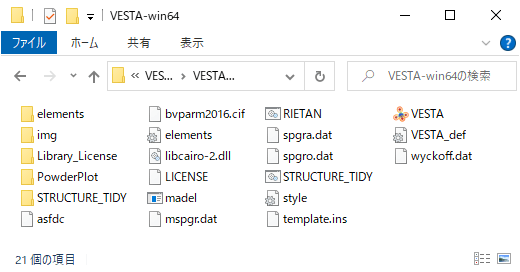 VESTA-win64
ファイル ホーム 共有 表示
VES... VESTA... VESTA-win64の検索
elements bvparm2016.cif RIETAN VESTA
img elements spgra.dat VESTA_def
Library_License libcairo-2.dll spgro.dat wyckoff.dat
PowderPlot LICENSE STRUCTURE_TIDY
STRUCTURE_TIDY madel style
asfdc mspgr.dat template.ins
21 個の項目